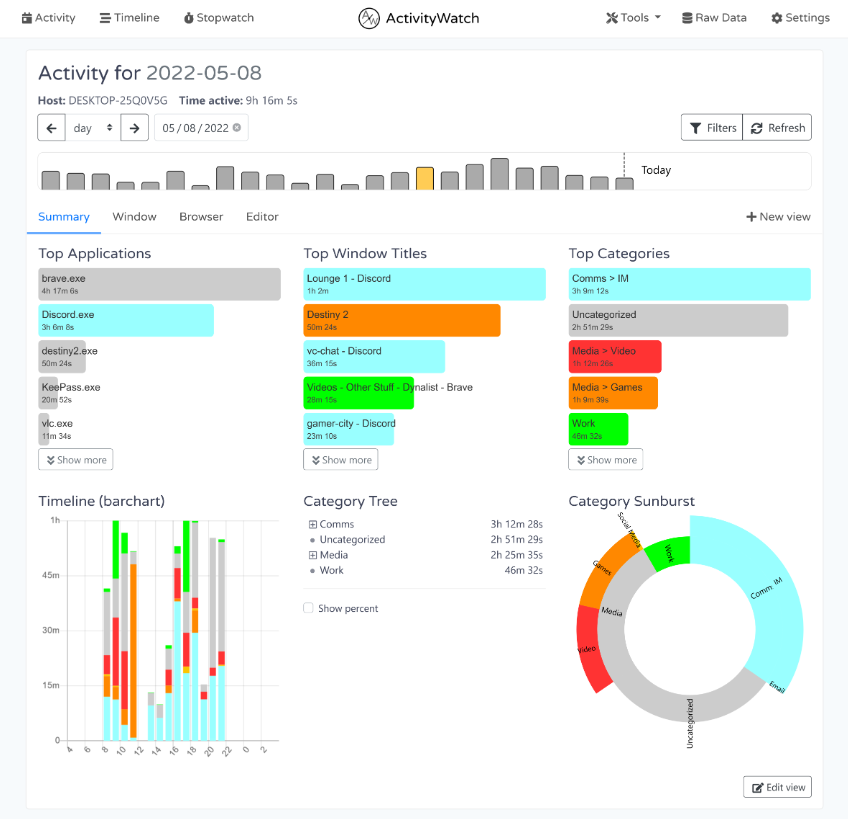 Activity Timeline Stopwatch ActivityWatch Tools Raw Data Settings
Activity for 2022-05-08
Host: DESKTOP-25Q0V5G Time active: 9h 16m 5s
day 05 / 08 / 2022 Filters Refresh
Today
Summary Window Browser Editor New view
Top Applications
brave.exe
4h 17m 6s
Discord.exe
3h 6m 8s
destiny2.exe
50m 24s
KeePass.exe
20m 52s
vlc.exe
11m 34s
Show more
Top Window Titles
Lounge 1 - Discord
1h 2m
Destiny 2
50m 24s
vc-chat - Discord
36m 15s
Videos - Other Stuff - Dynalist - Brave
28m 15s
gamer-city - Discord
23m 10s
Show more
Top Categories
Comms > IM
3h 9m 12s
Uncategorized
2h 51m 29s
Media > Video
1h 12m 26s
Media > Games
1h 9m 39s
Work
46m 32s
Show more
Timeline (barchart)
1h
45m
30m
15m
0
4 6 8 10 12 14 16 18 20 22 0 2
Category Tree
Comms 3h 12m 28s
Uncategorized 2h 51m 29s
Media 2h 25m 35s
Work 46m 32s
Show percent
Category Sunburst
Social Media
Work
Games
Comm IM
Media
Video
Email
Uncategorized
Edit view